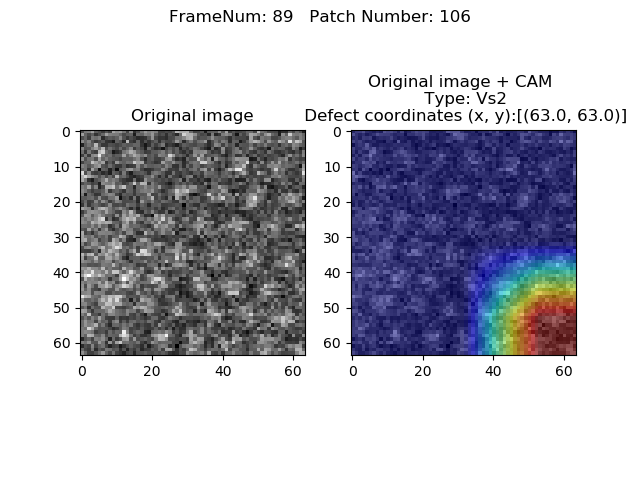 FrameNum: 89   Patch Number: 106
Original image
0
10
20
30
40
50
60
0 20 40 60
Original image + CAM
Type: Vs2
Defect coordinates (x, y):[(63.0, 63.0)]
0
10
20
30
40
50
60
0 20 40 60